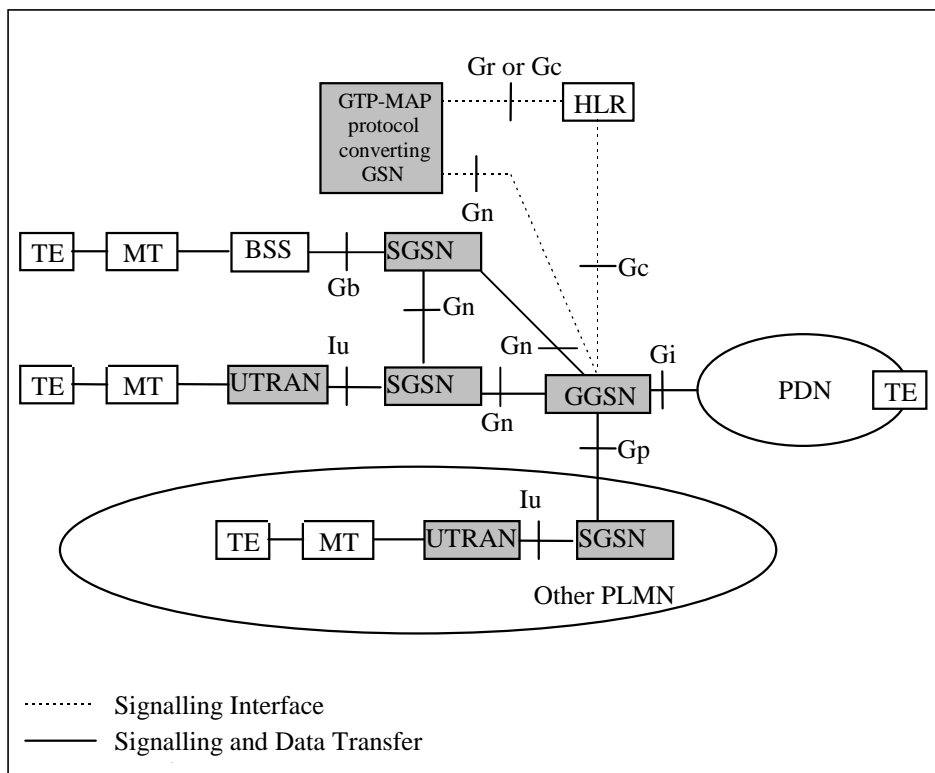 Gr or Gc
GTP-MAP
protocol
converting
GSN
HLR
Gn
TE
MT
BSS
SGSN
Gb
Gn
Gc
Gn
TE
MT
UTRAN
Iu
SGSN
Gn
GGSN
Gi
PDN
TE
Gp
Iu
TE
MT
UTRAN
SGSN
Other PLMN
Signalling Interface
Signalling and Data Transfer